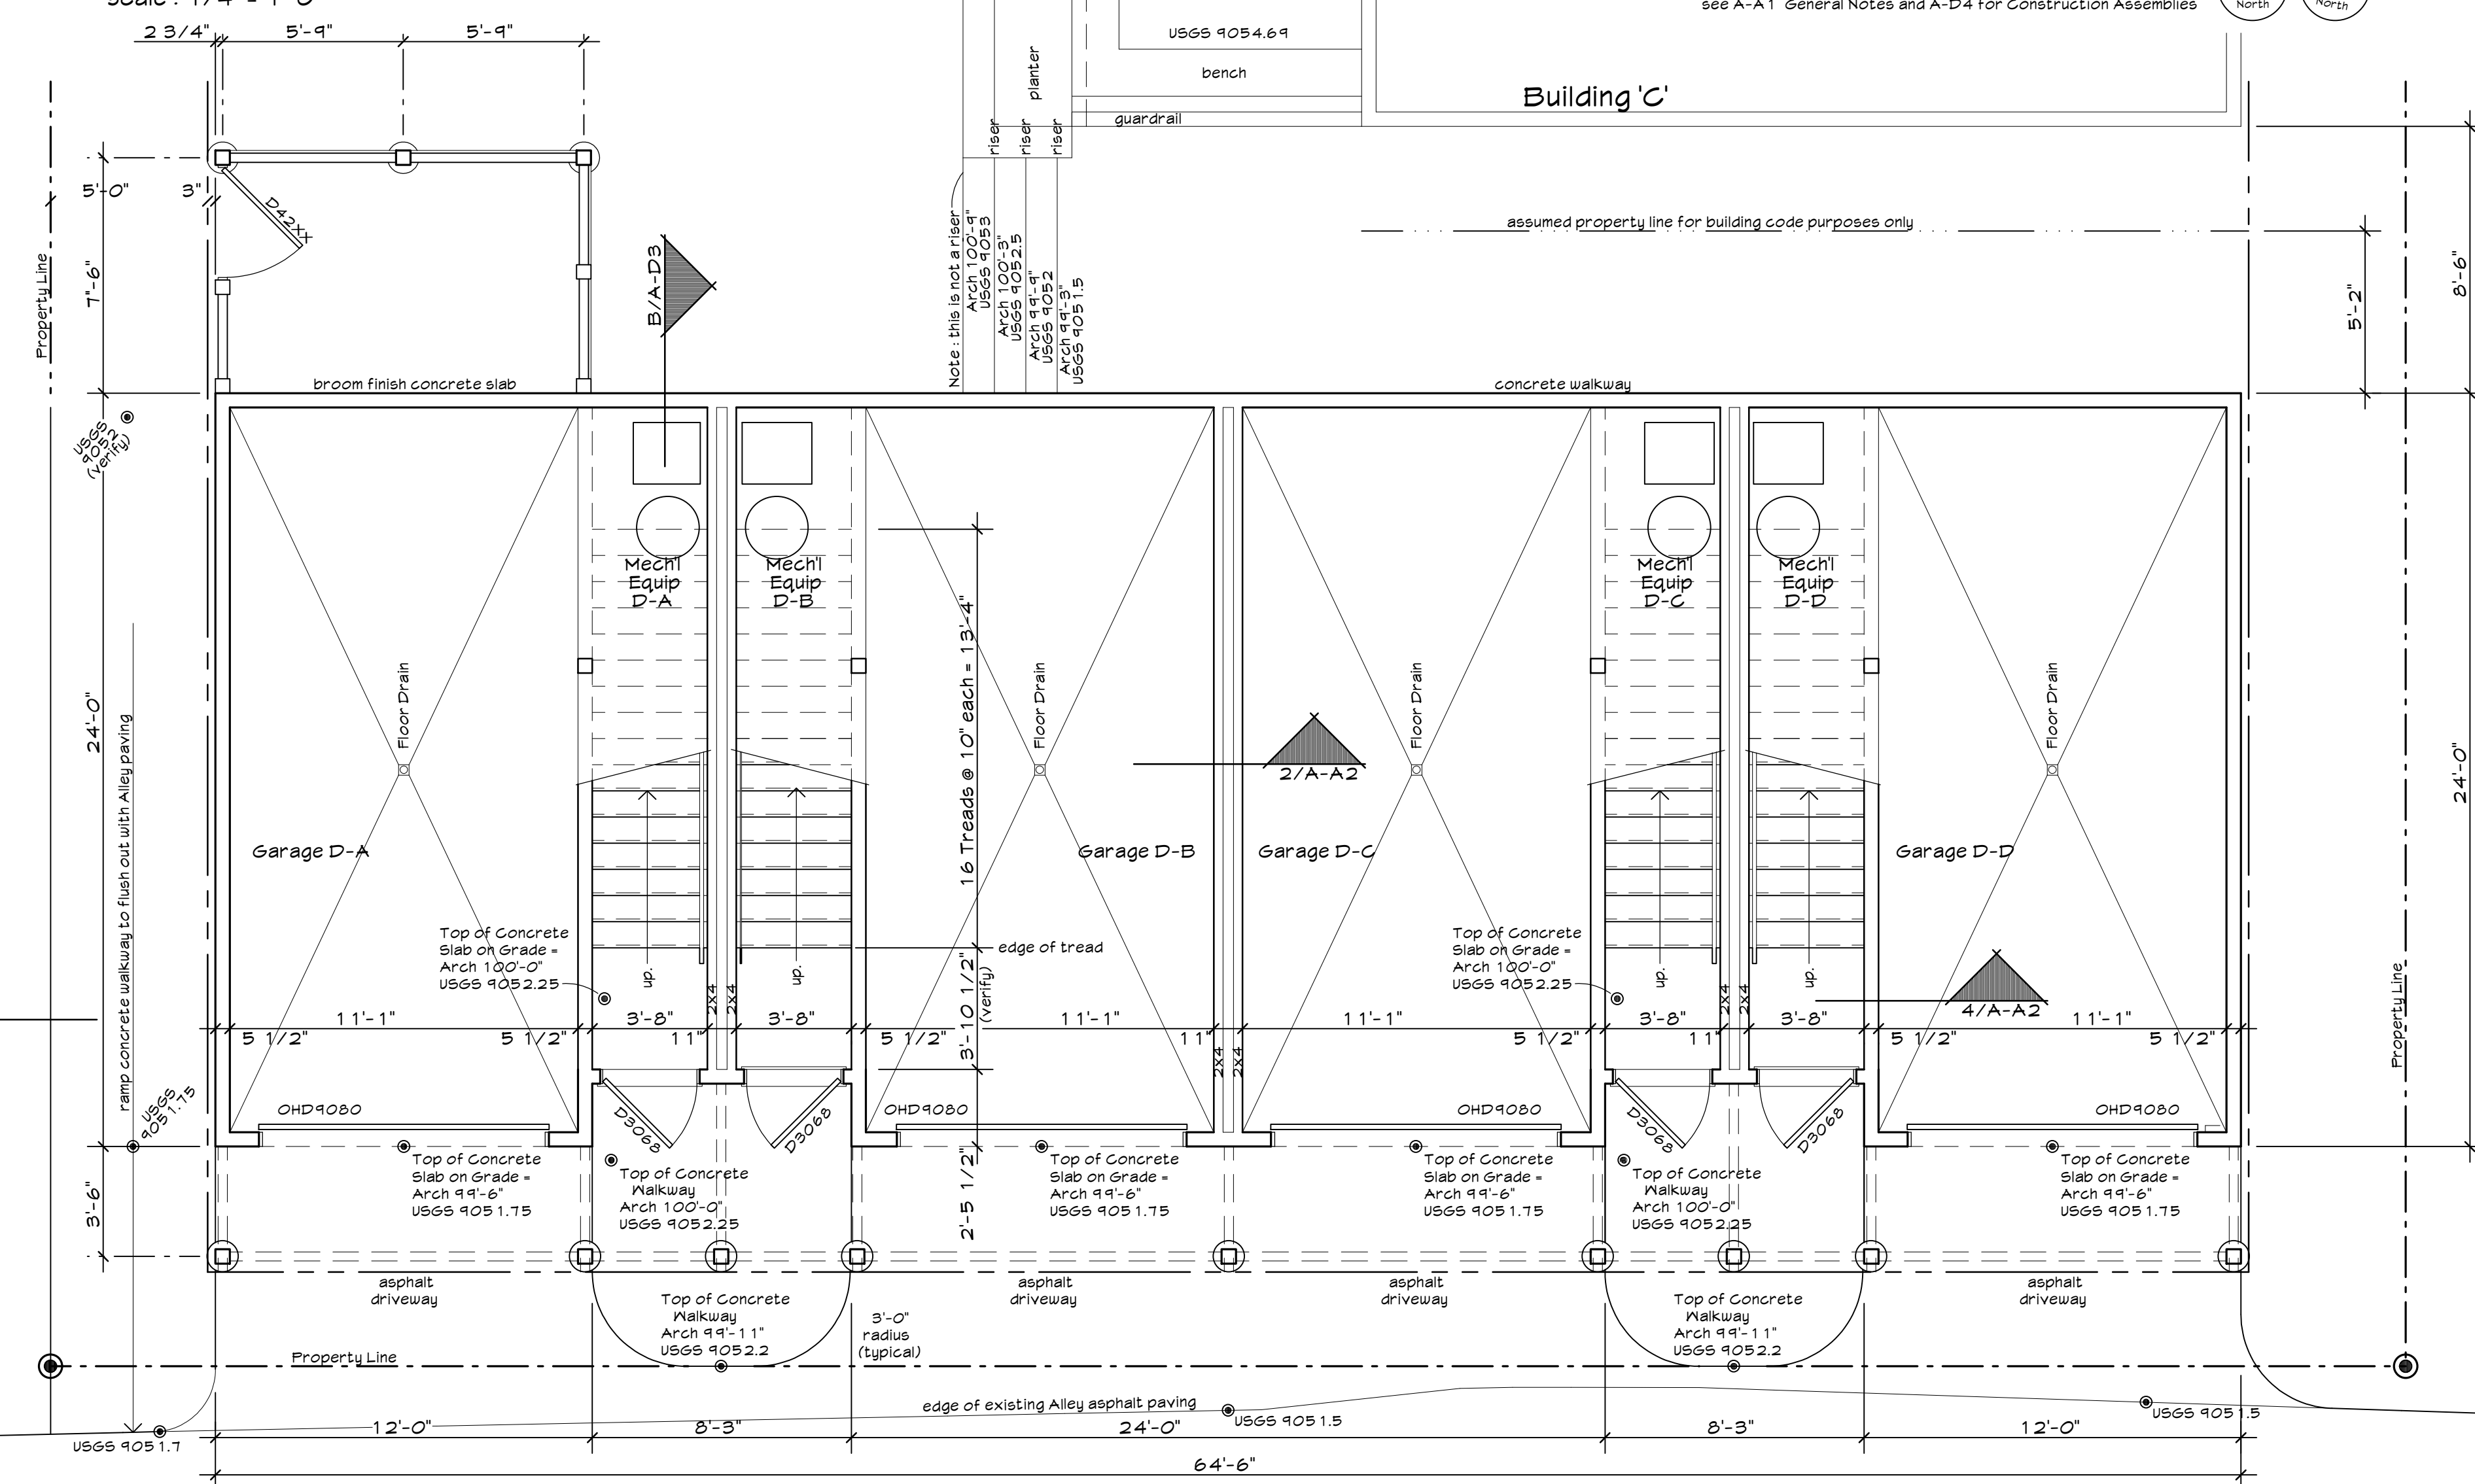 see A-A1 General Notes and A-D4 for Construction Assemblies
North
North
2 3/4"
5'-9"
5'-9"
USGS 9054.69
bench
planter
Building 'C'
guardrail
riser
riser
riser
5'-0"
3"
D42XX
Property Line
7'-6"
B/A-D3
Note : this is not a riser
Arch 100'-9"
USGS 9053
Arch 100'-3"
USGS 9052.5
Arch 99'-9"
USGS 9052
Arch 99'-3"
USGS 9051.5
assumed property line for building code purposes only
5'-2"
8'-6"
broom finish concrete slab
concrete walkway
USGS
9052
(verify)
Mech'l
Equip
D-A
Mech'l
Equip
D-B
Mech'l
Equip
D-C
Mech'l
Equip
D-D
24'-0"
ramp concrete walkway to flush out with Alley paving
Floor Drain
16 Treads @ 10" each = 13'-4"
Floor Drain
Floor Drain
Floor Drain
24'-0"
2/A-A2
Garage D-A
Garage D-B
Garage D-C
Garage D-D
Top of Concrete
Slab on Grade =
Arch 100'-0"
USGS 9052.25
up.
up.
edge of tread
3'-10 1/2"
(verify)
Top of Concrete
Slab on Grade =
Arch 100'-0"
USGS 9052.25
up.
up.
4/A-A2
Property Line
2x4
2x4
2x4
2x4
11'-1"
3'-8"
3'-8"
11'-1"
11'-1"
3'-8"
3'-8"
11'-1"
5 1/2"
5 1/2"
11"
5 1/2"
11"
5 1/2"
11"
5 1/2"
5 1/2"
2x4
2x4
USGS
9051.75
OHD9080
D3068
D3068
OHD9080
OHD9080
D3068
D3068
OHD9080
3'-6"
Top of Concrete
Slab on Grade =
Arch 99'-6"
USGS 9051.75
Top of Concrete
Walkway
Arch 100'-0"
USGS 9052.25
2'-5 1/2"
Top of Concrete
Slab on Grade =
Arch 99'-6"
USGS 9051.75
Top of Concrete
Slab on Grade =
Arch 99'-6"
USGS 9051.75
Top of Concrete
Walkway
Arch 100'-0"
USGS 9052.25
Top of Concrete
Slab on Grade =
Arch 99'-6"
USGS 9051.75
asphalt
driveway
asphalt
driveway
asphalt
driveway
asphalt
driveway
Top of Concrete
Walkway
Arch 99'-11"
USGS 9052.2
3'-0"
radius
(typical)
Top of Concrete
Walkway
Arch 99'-11"
USGS 9052.2
Property Line
edge of existing Alley asphalt paving
USGS 9051.5
USGS 9051.5
USGS 9051.7
12'-0"
8'-3"
24'-0"
8'-3"
12'-0"
64'-6"